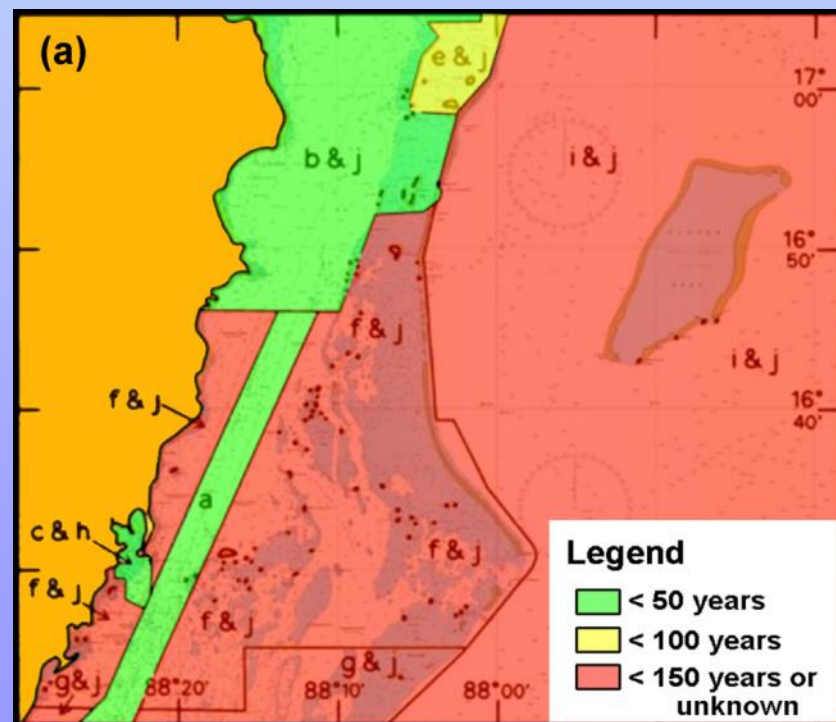 (a)
e & j
17°
00'
b & j
i & j
16°
50'
f & j
i & j
f & j
16°
40'
a
c & h
f & j
f & j
f & j
g & j
g & j
88°20'
88°10'
88°00'
Legend
< 50 years
< 100 years
< 150 years or
unknown